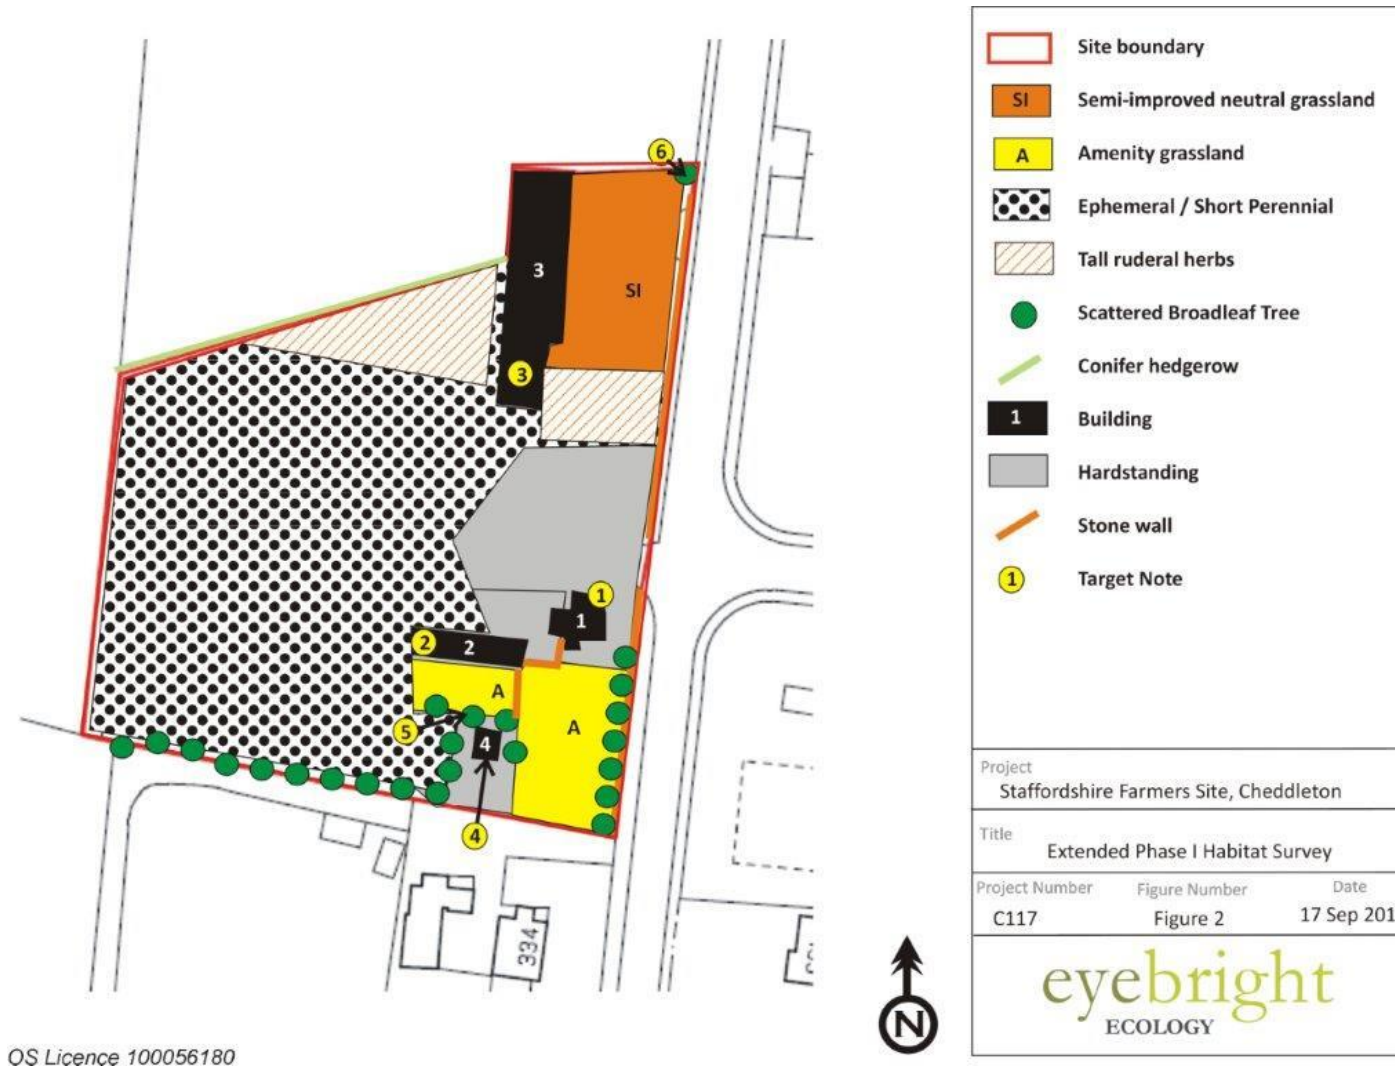 6
3
SI
3
1
1
2
2
A
A
5
4
4
334
N
OS Licence 100056180
Site boundary
SI Semi-improved neutral grassland
A Amenity grassland
Ephemeral / Short Perennial
Tall ruderal herbs
Scattered Broadleaf Tree
Conifer hedgerow
1 Building
Hardstanding
Stone wall
1 Target Note
Project
Staffordshire Farmers Site, Cheddleton
Title
Extended Phase I Habitat Survey
Project Number Figure Number Date
C117 Figure 2 17 Sep 201
eyebright
ECOLOGY